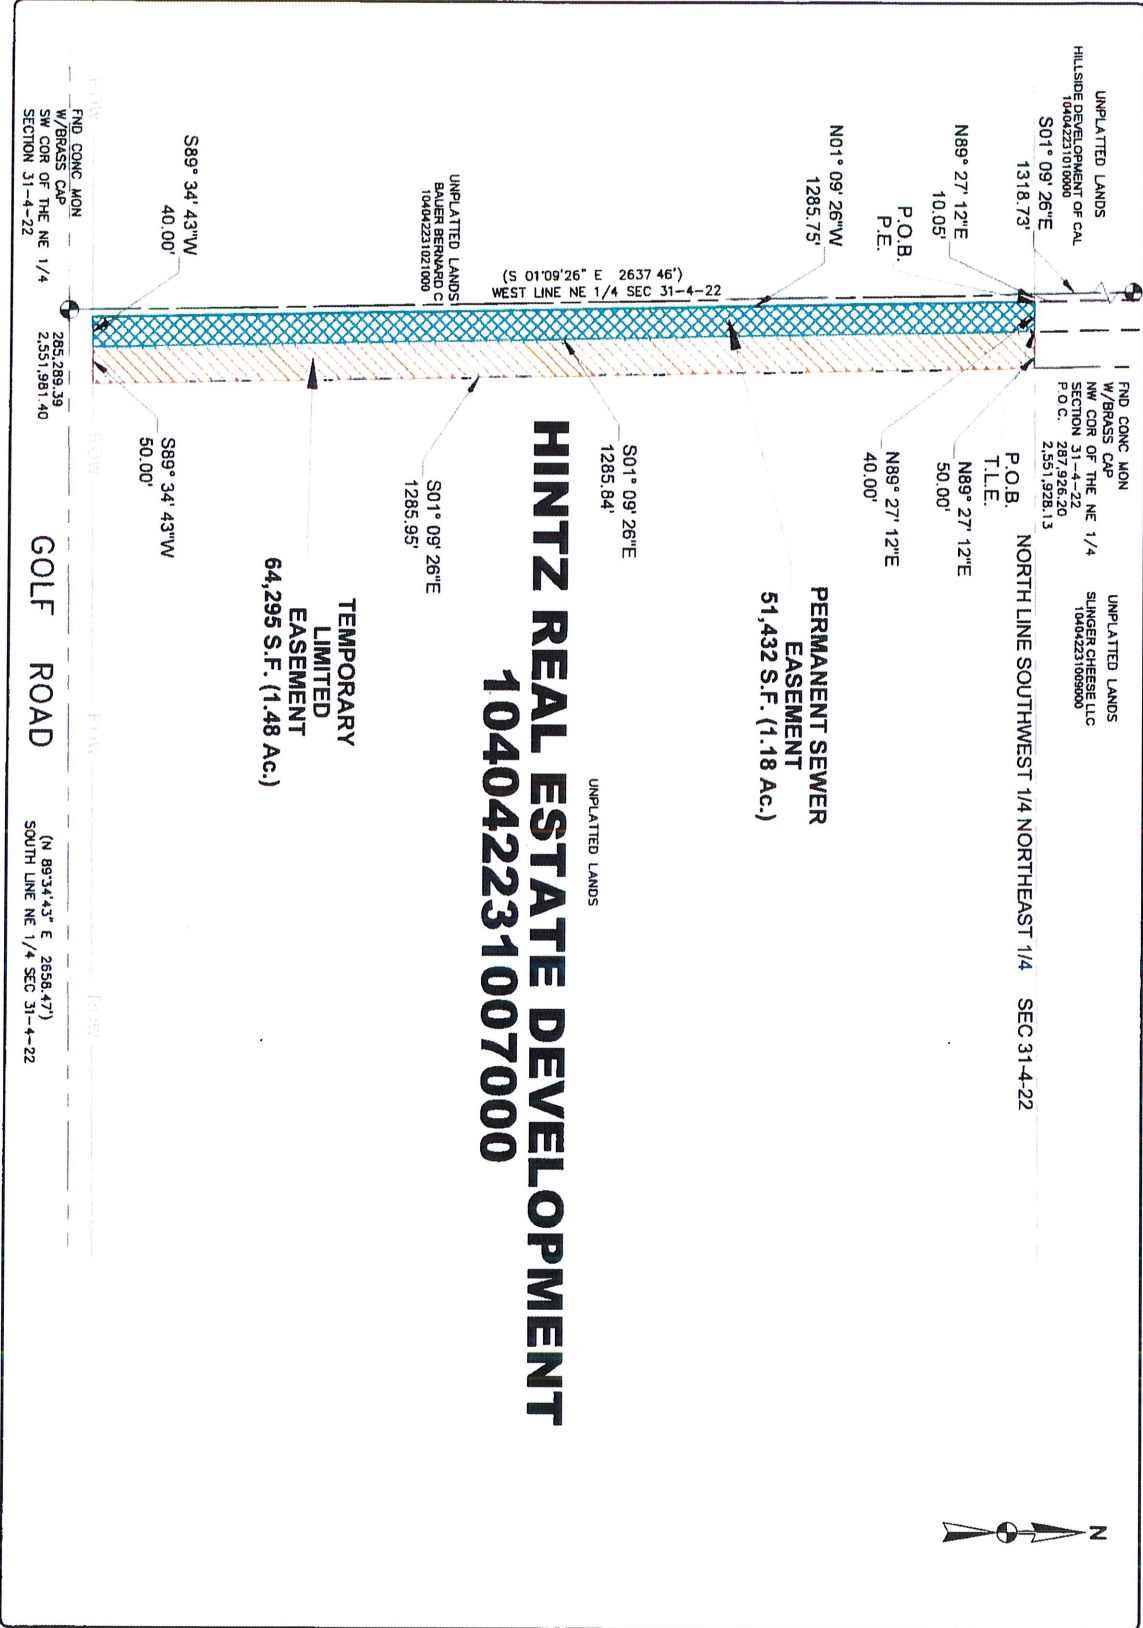 UNPLATTED LANDS
HILLSIDE DEVELOPMENT OF CAL
104042231010000
S01° 09' 26"E
1318.73'
N89° 27' 12"E
10.05'
P.O.B.
P.E.
N01° 09' 26"W
1285.75'
FND CONC MON
W/BRASS CAP
NW COR OF THE NE 1/4
SECTION 31-4-22
P.O.C. 287,926.20
2,551,928.13
UNPLATTED LANDS
SLINGER CHEESE LLC
104042231009000
P.O.B.
T.L.E.
NORTH LINE SOUTHWEST 1/4 NORTHEAST 1/4 SEC 31-4-22
N89° 27' 12"E
50.00'
N89° 27' 12"E
40.00'
N
(S 01°09'26" E 2637.46')
WEST LINE NE 1/4 SEC 31-4-22
PERMANENT SEWER
EASEMENT
51,432 S.F. (1.18 Ac.)
S01° 09' 26"E
1285.84'
UNPLATTED LANDS
HINTZ REAL ESTATE DEVELOPMENT
104042231007000
UNPLATTED LANDS
BAUER BERNARD C
104042231021000
S01° 09' 26"E
1285.95'
TEMPORARY
LIMITED
EASEMENT
64,295 S.F. (1.48 Ac.)
S89° 34' 43"W
40.00'
S89° 34' 43"W
50.00'
ROW
ROW
ROW
ROW
FND CONC MON
W/BRASS CAP
SW COR OF THE NE 1/4
SECTION 31-4-22
285,289.39
2,551,981.40
GOLF ROAD
(N 89°34'43" E 2658.47')
SOUTH LINE NE 1/4 SEC 31-4-22